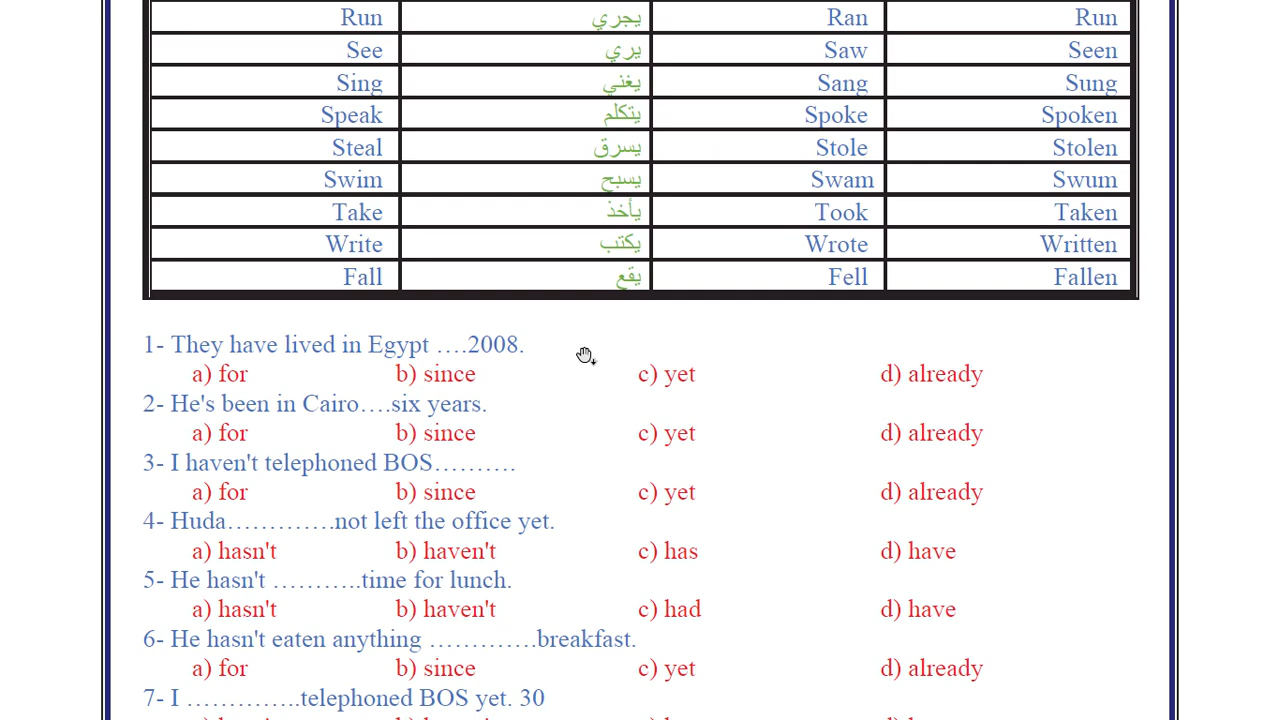 Run يجري Ran Run
See يري Saw Seen
Sing يغني Sang Sung
Speak يتكلم Spoke Spoken
Steal يسرق Stole Stolen
Swim يسبح Swam Swum
Take يأخذ Took Taken
Write يكتب Wrote Written
Fall يقع Fell Fallen
1- They have lived in Egypt ….2008.
a) for b) since c) yet d) already
2- He's been in Cairo….six years.
a) for b) since c) yet d) already
3- I haven't telephoned BOS……….
a) for b) since c) yet d) already
4- Huda………….not left the office yet.
a) hasn't b) haven't c) has d) have
5- He hasn't ………..time for lunch.
a) hasn't b) haven't c) had d) have
6- He hasn't eaten anything ………….breakfast.
a) for b) since c) yet d) already
7- I …………..telephoned BOS yet. 30